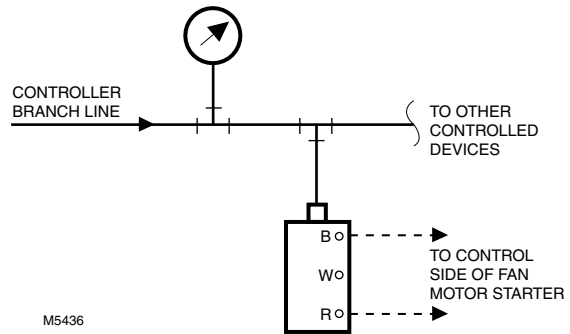 CONTROLLER
BRANCH LINE
TO OTHER
CONTROLLED
DEVICES
B
W
R
TO CONTROL
SIDE OF FAN
MOTOR STARTER
M5436